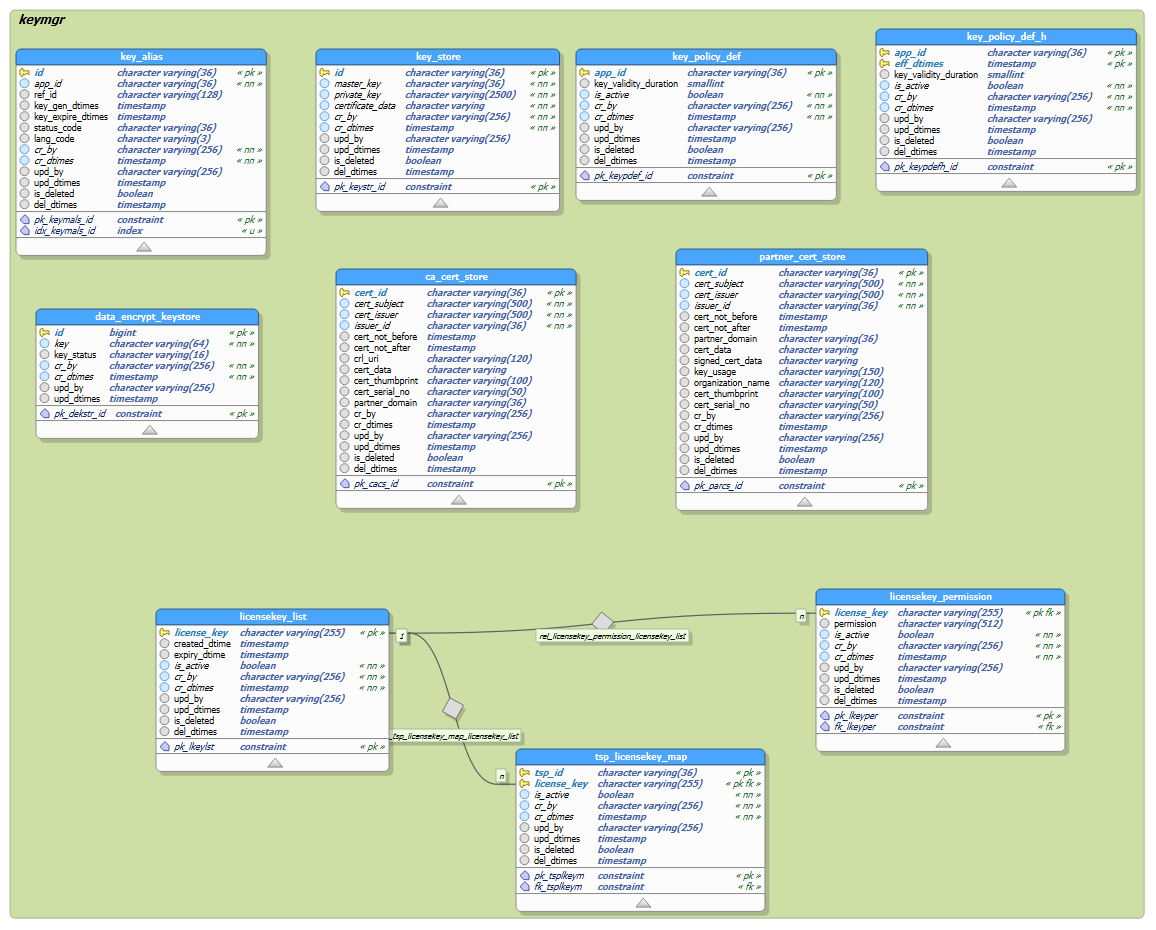 keymgr
key_alias
id character varying(36) « pk »
app_id character varying(36) « nn »
ref_id character varying(128)
key_gen_dtimes timestamp
key_expire_dtimes timestamp
status_code character varying(36)
lang_code character varying(3)
cr_by character varying(256) « nn »
cr_dtimes timestamp « nn »
upd_by character varying(256)
upd_dtimes timestamp
is_deleted boolean
del_dtimes timestamp
pk_keymals_id constraint « pk »
idx_keymals_id index « u »
key_store
id character varying(36) « pk »
master_key character varying(36) « nn »
private_key character varying(2500) « nn »
certificate_data character varying « nn »
cr_by character varying(256) « nn »
cr_dtimes timestamp « nn »
upd_by character varying(256)
upd_dtimes timestamp
is_deleted boolean
del_dtimes timestamp
pk_keystr_id constraint « pk »
key_policy_def
app_id character varying(36) « pk »
key_validity_duration smallint
is_active boolean « nn »
cr_by character varying(256) « nn »
cr_dtimes timestamp « nn »
upd_by character varying(256)
upd_dtimes timestamp
is_deleted boolean
del_dtimes timestamp
pk_keypdef_id constraint « pk »
key_policy_def_h
app_id character varying(36) « pk »
eff_dtimes timestamp « pk »
key_validity_duration smallint
is_active boolean « nn »
cr_by character varying(256) « nn »
cr_dtimes timestamp « nn »
upd_by character varying(256)
upd_dtimes timestamp
is_deleted boolean
del_dtimes timestamp
pk_keypdefh_id constraint « pk »
data_encrypt_keystore
id bigint « pk »
key character varying(64) « nn »
key_status character varying(16)
cr_by character varying(256) « nn »
cr_dtimes timestamp « nn »
upd_by character varying(256)
upd_dtimes timestamp
pk_dekstr_id constraint « pk »
ca_cert_store
cert_id character varying(36) « pk »
cert_subject character varying(500) « nn »
cert_issuer character varying(500) « nn »
issuer_id character varying(36) « nn »
cert_not_before timestamp
cert_not_after timestamp
crl_uri character varying(120)
cert_data character varying
cert_thumbprint character varying(100)
cert_serial_no character varying(50)
partner_domain character varying(36)
cr_by character varying(256)
cr_dtimes timestamp
upd_by character varying(256)
upd_dtimes timestamp
is_deleted boolean
del_dtimes timestamp
pk_cacs_id constraint « pk »
partner_cert_store
cert_id character varying(36) « pk »
cert_subject character varying(500) « nn »
cert_issuer character varying(500) « nn »
issuer_id character varying(36) « nn »
cert_not_before timestamp
cert_not_after timestamp
partner_domain character varying(36)
cert_data character varying
signed_cert_data character varying
key_usage character varying(150)
organization_name character varying(120)
cert_thumbprint character varying(100)
cert_serial_no character varying(50)
cr_by character varying(256)
cr_dtimes timestamp
upd_by character varying(256)
upd_dtimes timestamp
is_deleted boolean
del_dtimes timestamp
pk_parcs_id constraint « pk »
licensekey_list
license_key character varying(255) « pk »
created_dtime timestamp
expiry_dtime timestamp
is_active boolean « nn »
cr_by character varying(256) « nn »
cr_dtimes timestamp « nn »
upd_by character varying(256)
upd_dtimes timestamp
is_deleted boolean
del_dtimes timestamp
pk_lkeylst constraint « pk »
1
rel_licensekey_permission_licensekey_list
n
_tsp_licensekey_map_licensekey_list
n
licensekey_permission
license_key character varying(255) « pk fk »
permission character varying(512)
is_active boolean « nn »
cr_by character varying(256) « nn »
cr_dtimes timestamp « nn »
upd_by character varying(256)
upd_dtimes timestamp
is_deleted boolean
del_dtimes timestamp
pk_lkeyper constraint « pk »
fk_lkeyper constraint « fk »
tsp_licensekey_map
tsp_id character varying(36) « pk »
license_key character varying(255) « pk fk »
is_active boolean « nn »
cr_by character varying(256) « nn »
cr_dtimes timestamp « nn »
upd_by character varying(256)
upd_dtimes timestamp
is_deleted boolean
del_dtimes timestamp
pk_tsplkeym constraint « pk »
fk_tsplkeym constraint « fk »